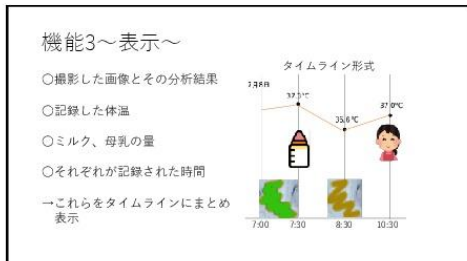 機能3～表示～
○撮影した画像とその分析結果
○記録した体温
○ミルク、母乳の量
○それぞれが記録された時間
→これらをタイムラインにまとめ
表示
タイムライン形式
37.0℃
7:00
7:30
8:30
10:30